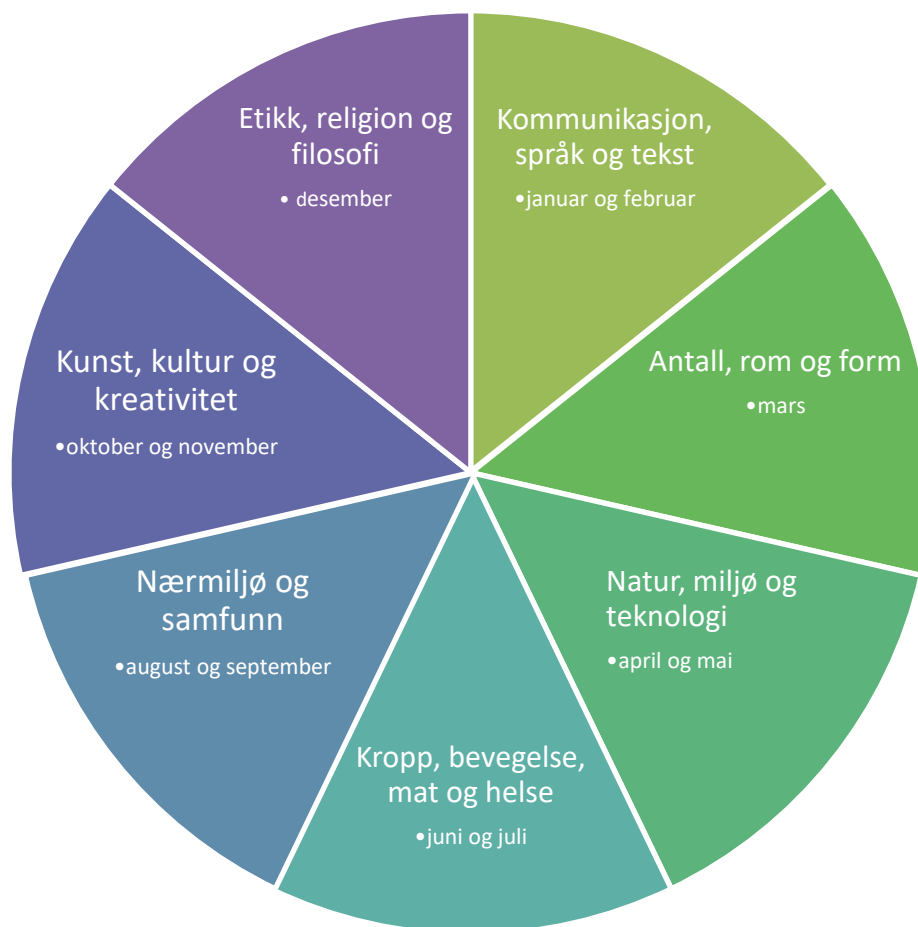 Kommunikasjon,
språk og tekst
•januar og februar
Antall, rom og form
•mars
Natur, miljø og
teknologi
•april og mai
Kropp, bevegelse,
mat og helse
•juni og juli
Nærmiljø og
samfunn
•august og september
Kunst, kultur og
kreativitet
•oktober og november
Etikk, religion og
filosofi
• desember